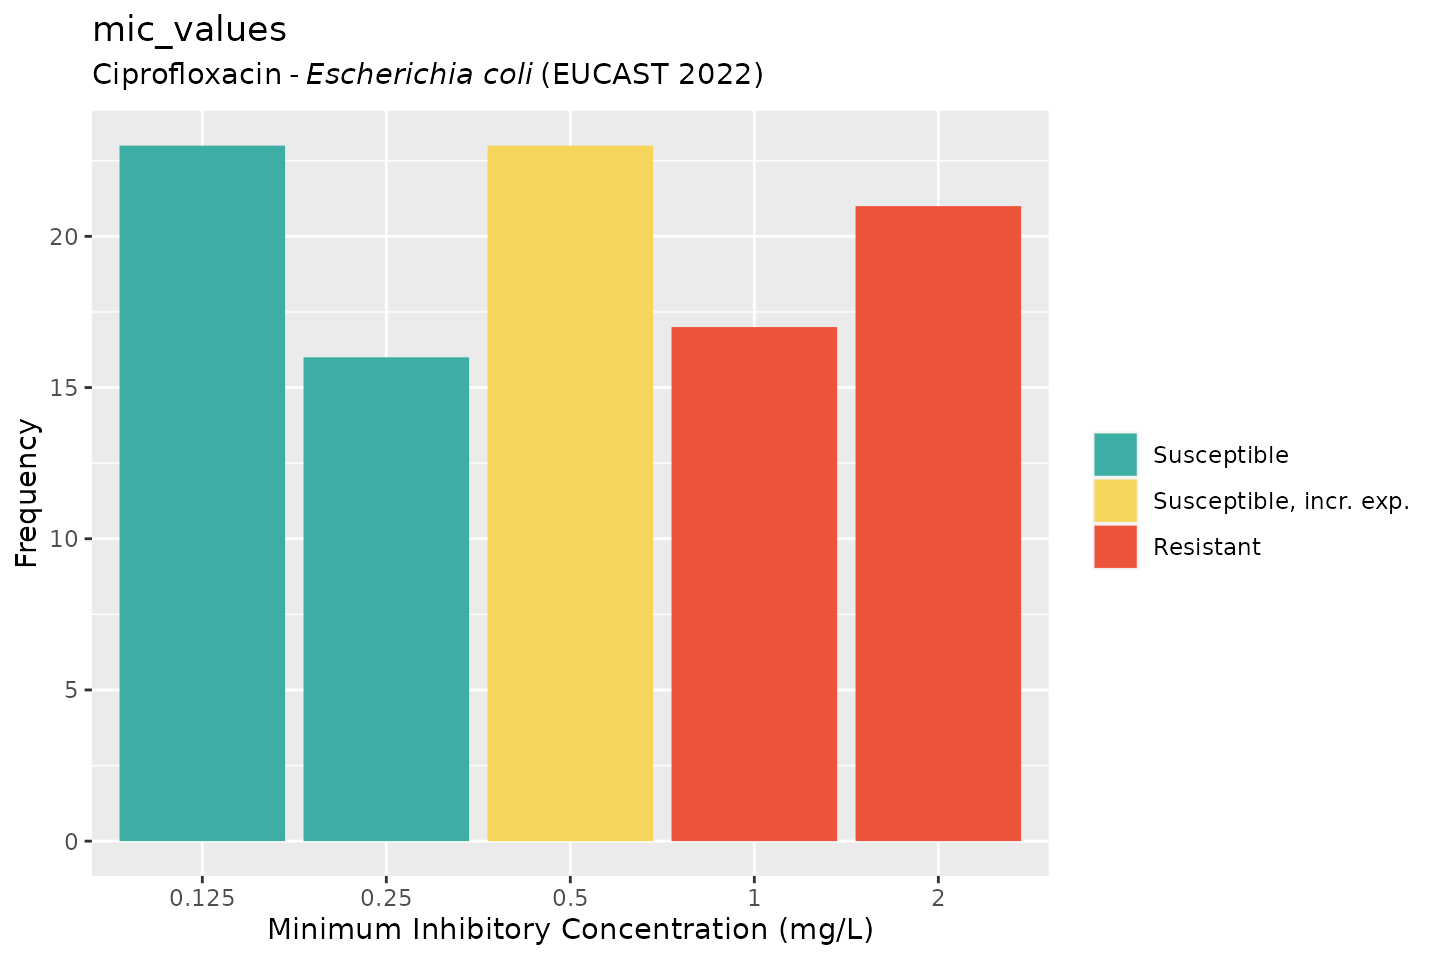 mic_values
Ciprofloxacin - Escherichia coli (EUCAST 2022)
Frequency
20
15
10
5
0
0.125 0.25 0.5 1 2
Minimum Inhibitory Concentration (mg/L)
Susceptible
Susceptible, incr. exp.
Resistant